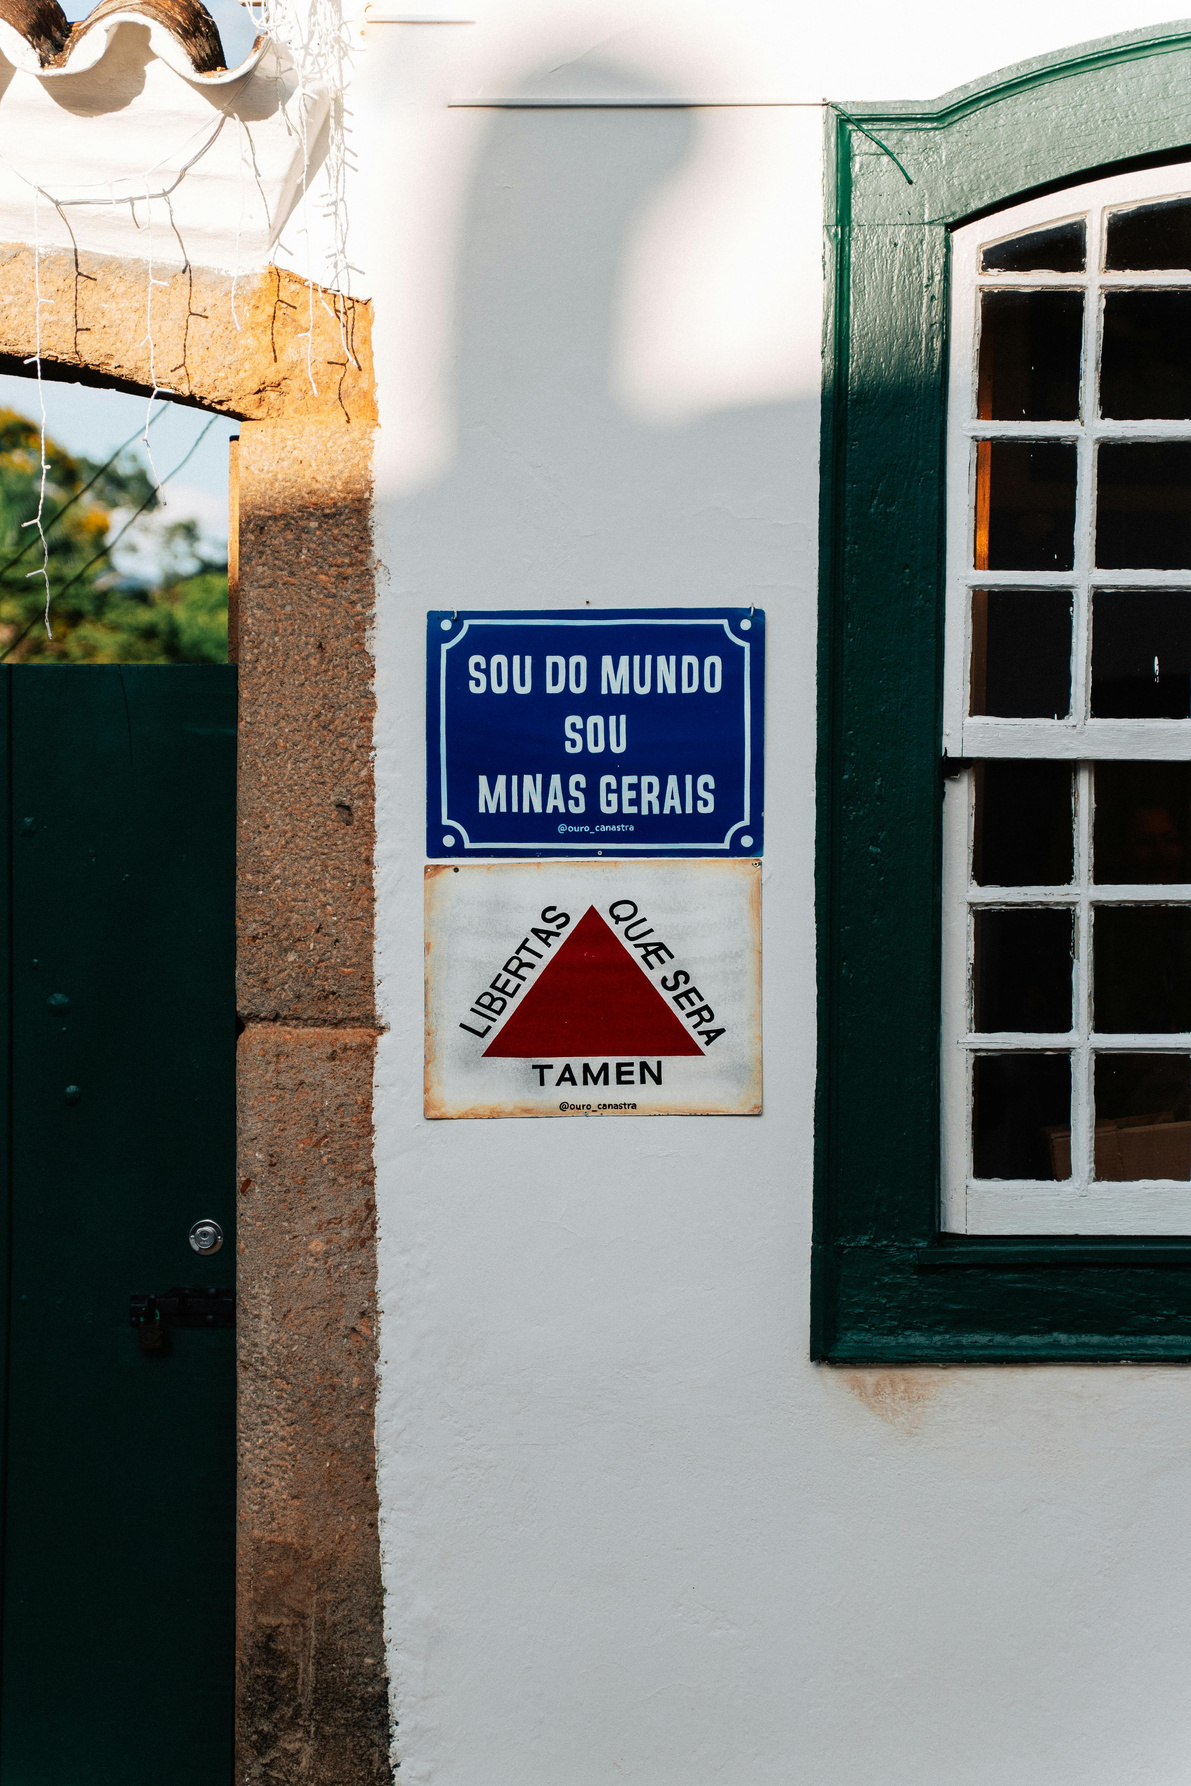 SOU DO MUNDO
SOU
MINAS GERAIS
@ouro_canastra
LIBERTAS
QUÆ SERA
TAMEN
@ouro_canastra